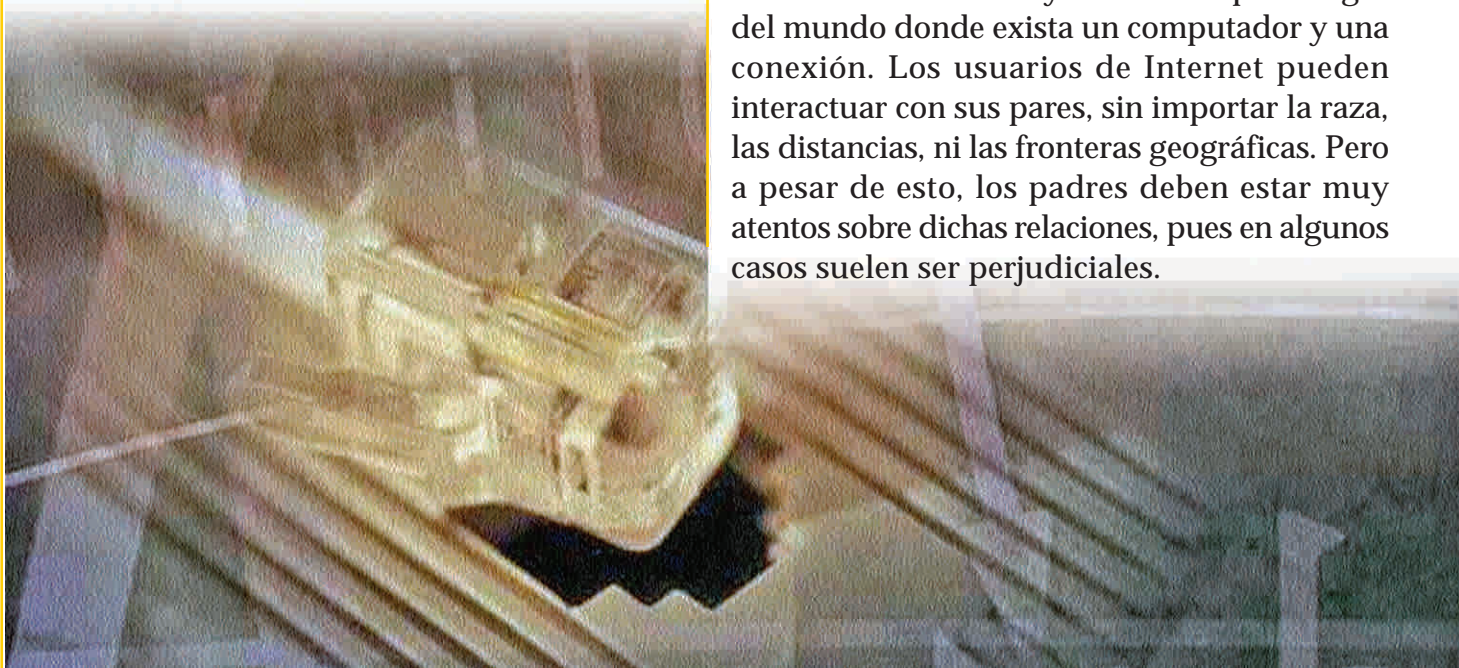 del mundo donde exista un computador y una
conexión. Los usuarios de Internet pueden
interactuar con sus pares, sin importar la raza,
las distancias, ni las fronteras geográficas. Pero
a pesar de esto, los padres deben estar muy
atentos sobre dichas relaciones, pues en algunos
casos suelen ser perjudiciales.